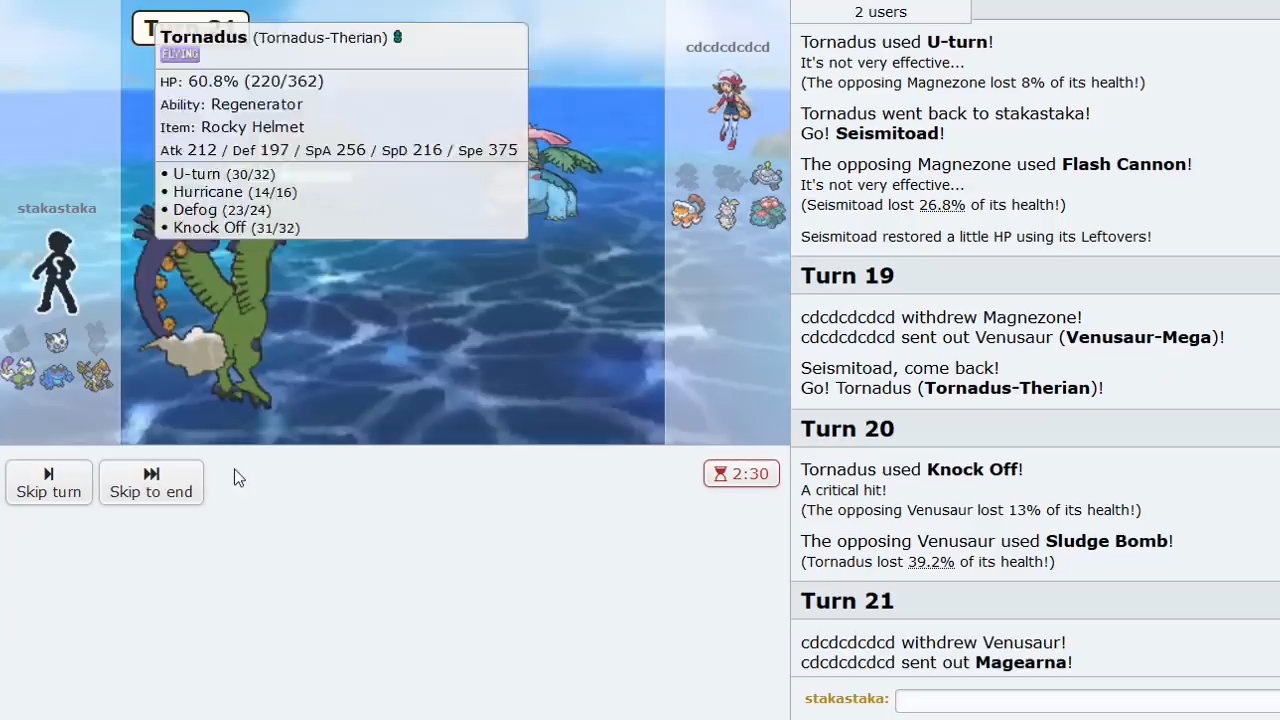 Tornadus (Tornadus-Therian)
FLYING
HP: 60.8% (220/362)
Ability: Regenerator
Item: Rocky Helmet
Atk 212 / Def 197 / SpA 256 / SpD 216 / Spe 375
• U-turn (30/32)
• Hurricane (14/16)
• Defog (23/24)
• Knock Off (31/32)
stakastaka
cdcdcdcdcd
Skip turn
Skip to end
2:30
2 users
Tornadus used U-turn!
It's not very effective...
(The opposing Magnezone lost 8% of its health!)
Tornadus went back to stakastaka!
Go! Seismitoad!
The opposing Magnezone used Flash Cannon!
It's not very effective...
(Seismitoad lost 26.8% of its health!)
Seismitoad restored a little HP using its Leftovers!
Turn 19
cdcdcdcdcd withdrew Magnezone!
cdcdcdcdcd sent out Venusaur (Venusaur-Mega)!
Seismitoad, come back!
Go! Tornadus (Tornadus-Therian)!
Turn 20
Tornadus used Knock Off!
A critical hit!
(The opposing Venusaur lost 13% of its health!)
The opposing Venusaur used Sludge Bomb!
(Tornadus lost 39.2% of its health!)
Turn 21
cdcdcdcdcd withdrew Venusaur!
cdcdcdcdcd sent out Magearna!
stakastaka: